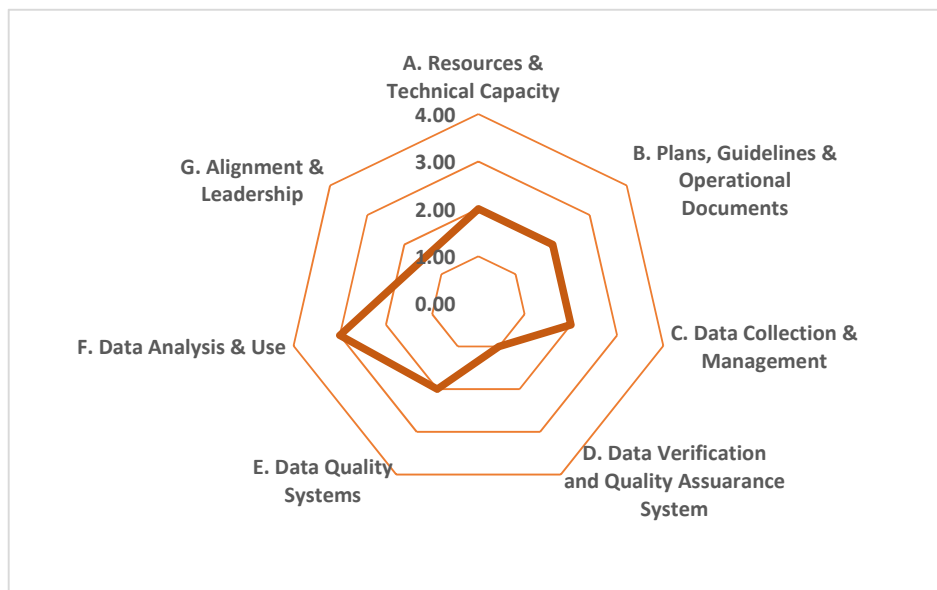 A. Resources &
Technical Capacity
4.00
3.00
2.00
1.00
0.00
B. Plans, Guidelines &
Operational
Documents
C. Data Collection &
Management
D. Data Verification
and Quality Assuarance
System
E. Data Quality
Systems
F. Data Analysis & Use
G. Alignment &
Leadership